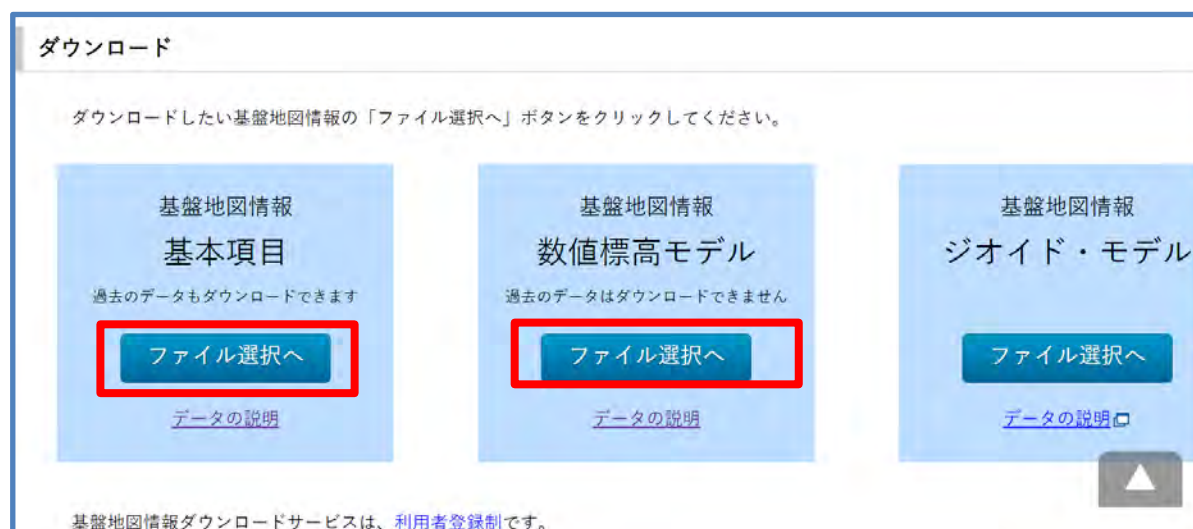 ダウンロード
ダウンロードしたい基盤地図情報の「ファイル選択へ」ボタンをクリックしてください。
基盤地図情報
基本項目
過去のデータもダウンロードできます
ファイル選択へ
データの説明
基盤地図情報
数値標高モデル
過去のデータはダウンロードできません
ファイル選択へ
データの説明
基盤地図情報
ジオイド・モデル
ファイル選択へ
データの説明
基盤地図情報ダウンロードサービスは、利用者登録制です。